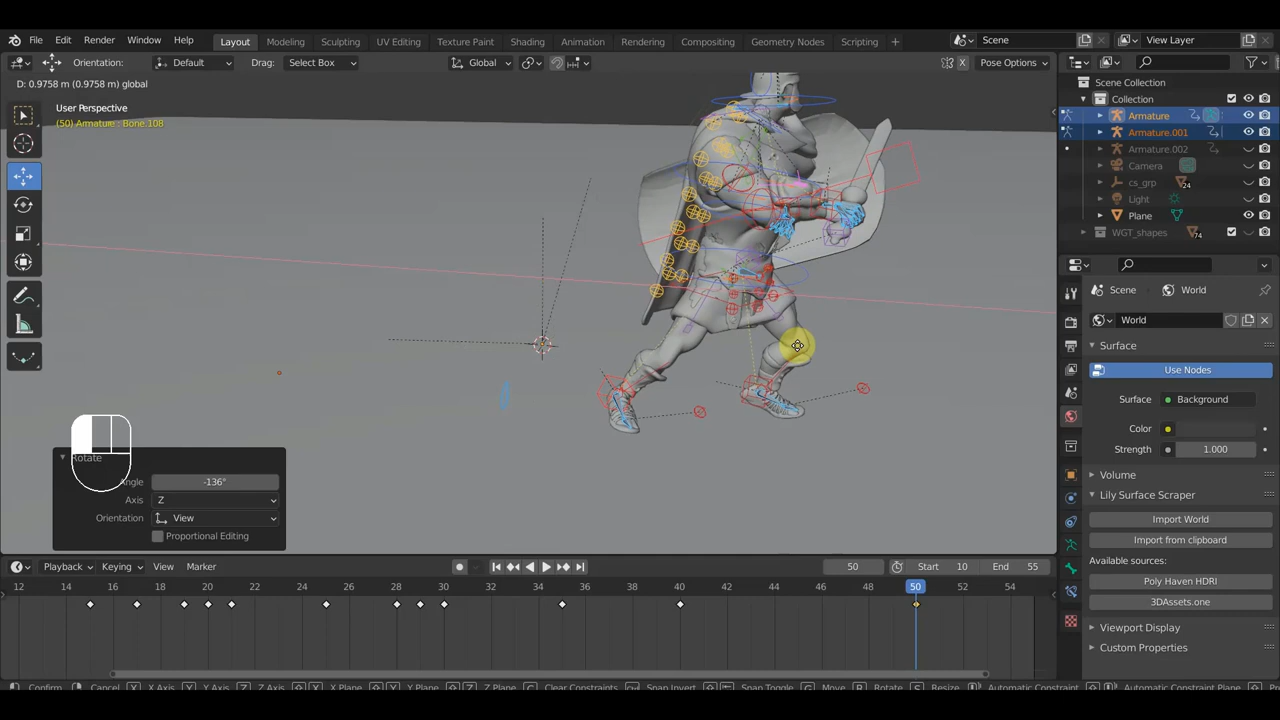 File Edit Render Window Help Layout Modeling Sculpting UV Editing Texture Paint Shading Animation Rendering Compositing Geometry Nodes Scripting + Scene View Layer
Orientation: Default Drag: Select Box Global X Pose Options
D: 0.9758 m (0.9758 m) global
User Perspective
(50) Armature : Bone.108
Scene Collection
Collection
Armature
Armature.001
Armature.002
Camera
cs_grp 24
Light
Plane
WGT_shapes 74
Scene World
World
Surface
Use Nodes
Surface Background
Color
Strength 1.000
Volume
Lily Surface Scraper
Import World
Import from clipboard
Available sources:
Poly Haven HDRI
3DAssets.one
Viewport Display
Custom Properties
Rotate
Angle -136°
Axis Z
Orientation View
Proportional Editing
Playback Keying View Marker 50 Start 10 End 55
12 14 16 18 20 22 24 26 28 30 32 34 36 38 40 42 44 46 48 50 52 54
Confirm Cancel X Axis Y Axis Z Axis X Plane Y Plane Z Plane Clear Constraints Snap Invert Snap Toggle Move Rotate Resize Automatic Constraint Automatic Constraint Plane